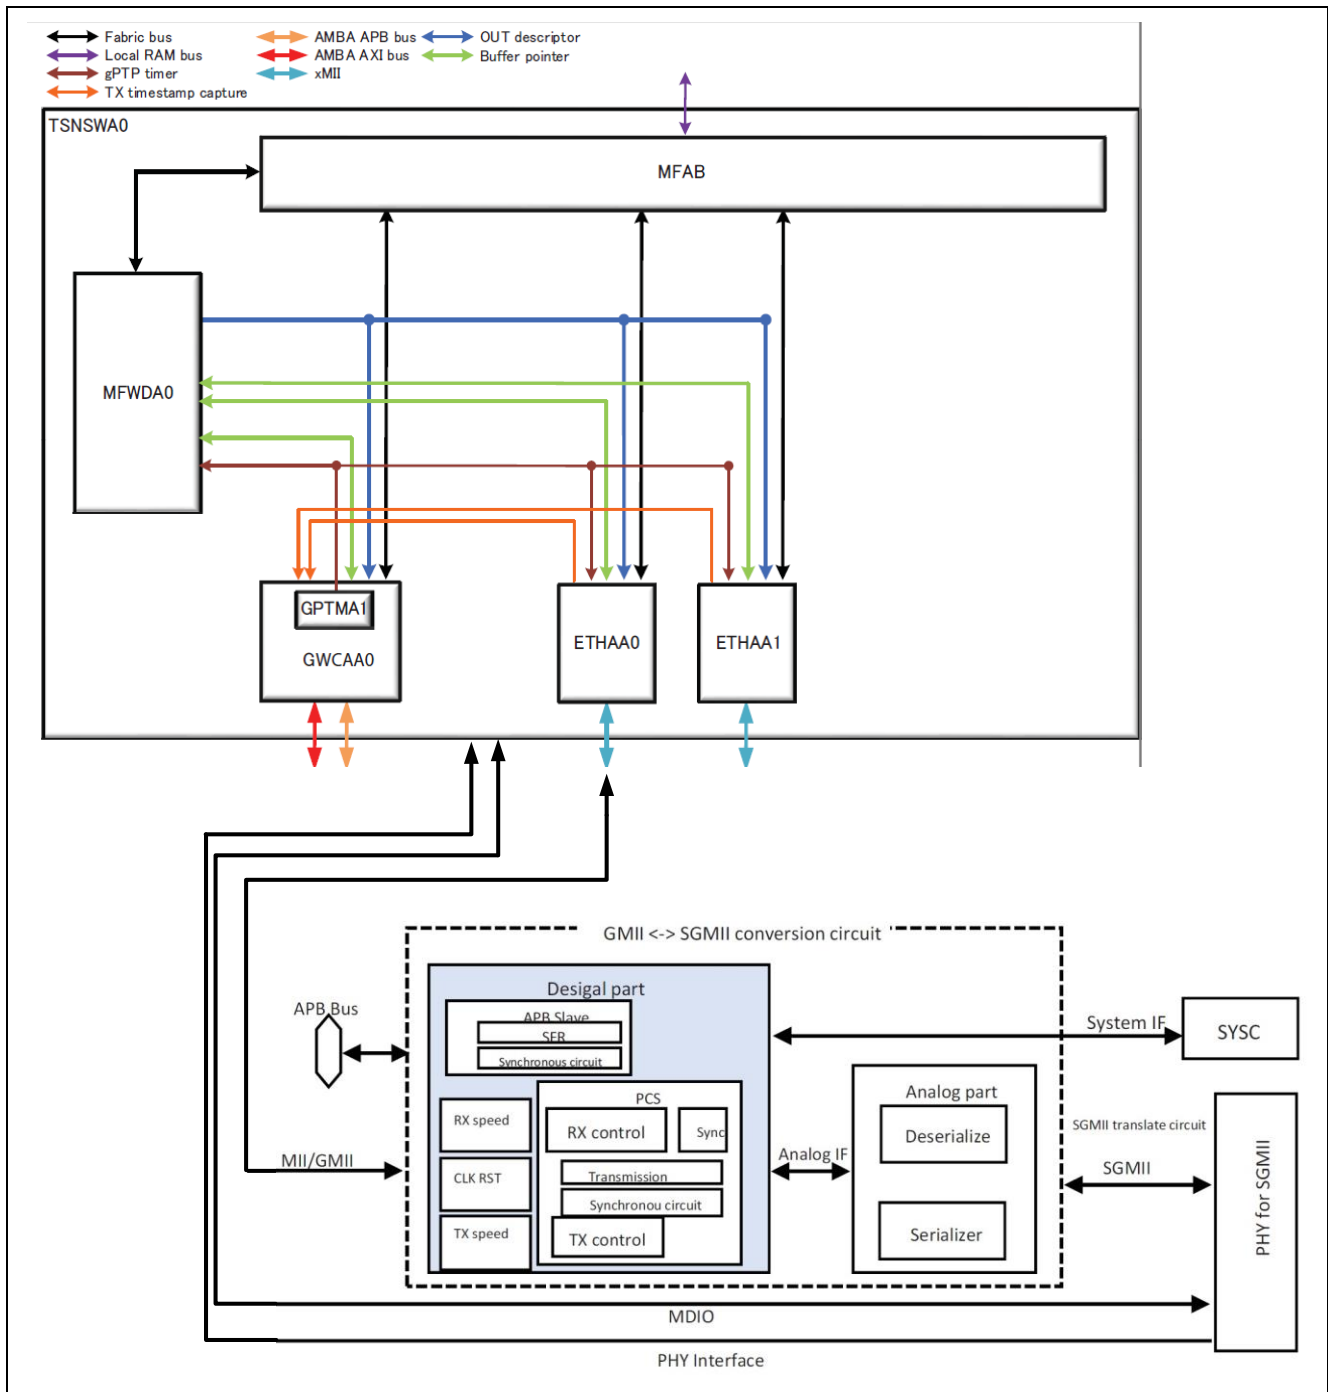 Fabric bus
Local RAM bus
gPTP timer
TX timestamp capture
AMBA APB bus
AMBA AXI bus
xMII
OUT descriptor
Buffer pointer
TSNSWA0
MFAB
MFWDA0
GPTMA1
GWCAA0
ETHAA0
ETHAA1
GMII <-> SGMII conversion circuit
Desigal part
APB Bus
APB Slave
SFR
Synchronous circuit
System IF
SYSC
PCS
RX speed
RX control
Sync
Analog part
Deserialize
SGMII translate circuit
MII/GMII
CLK RST
Transmission
Analog IF
SGMII
Synchronou circuit
TX speed
TX control
Serializer
PHY for SGMII
MDIO
PHY Interface